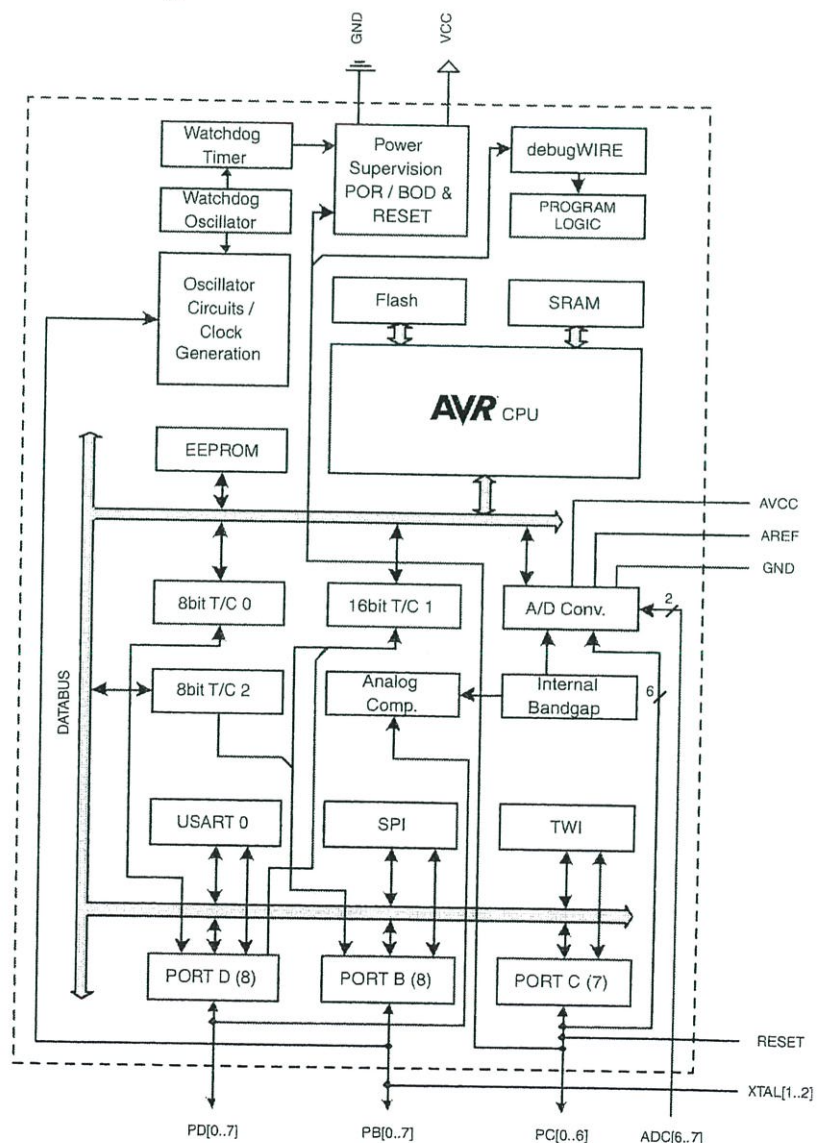 GND
VCC
Watchdog
Timer
Power
Supervision
POR / BOD &
RESET
debugWIRE
Watchdog
Oscillator
PROGRAM
LOGIC
Oscillator
Circuits /
Clock
Generation
Flash
SRAM
AVR CPU
EEPROM
AVCC
AREF
GND
8bit T/C 0
16bit T/C 1
A/D Conv.
2
DATABUS
8bit T/C 2
Analog
Comp.
Internal
Bandgap
6
USART 0
SPI
TWI
PORT D (8)
PORT B (8)
PORT C (7)
RESET
XTAL[1..2]
PD[0..7]
PB[0..7]
PC[0..6]
ADC[6..7]